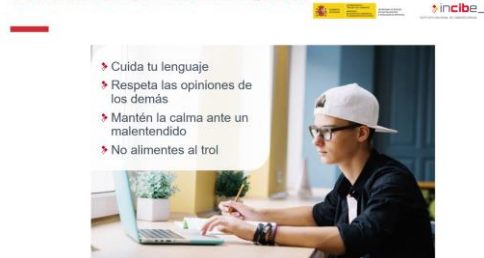 incibe_
Cuida tu lenguaje
Respeta las opiniones de
los demás
Mantén la calma ante un
malentendido
No alimentes al trol